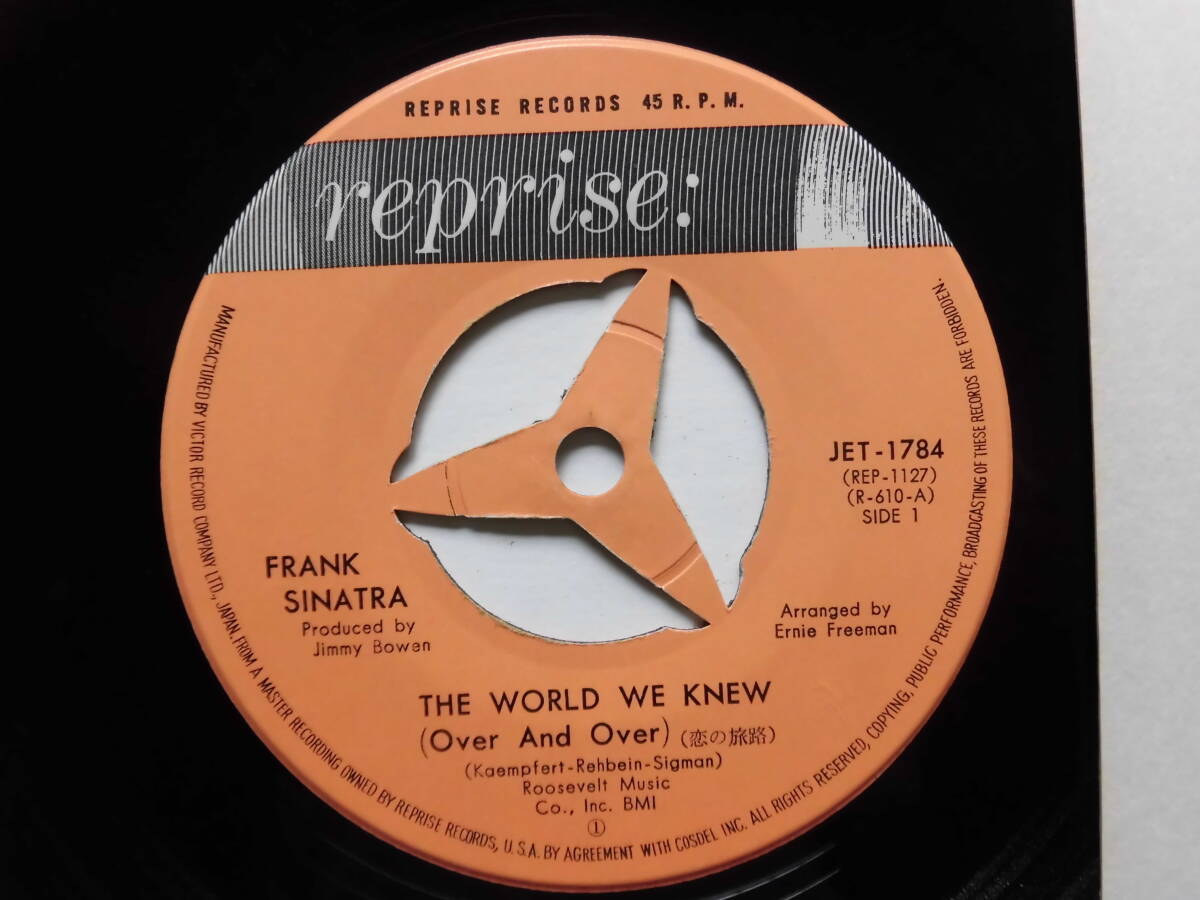 REPRISE RECORDS 45 R. P. M.
reprise:
JET-1784
(REP-1127)
(R-610-A)
SIDE 1
FRANK
SINATRA
Produced by
Jimmy Bowen
Arranged by
Ernie Freeman
THE WORLD WE KNEW
(Over And Over) (恋の旅路)
(Kaempfert-Rehbein-Sigman)
Roosevelt Music
Co., Inc. BMI
①
MANUFACTURED BY VICTOR RECORD COMPANY LTD., JAPAN. FROM A MASTER RECORDING OWNED BY REPRISE RECORDS, U.S.A. BY AGREEMENT WITH COSDEL INC. ALL RIGHTS RESERVED, COPYING, PUBLIC PERFORMANCE, BROADCASTING OF THESE RECORDS ARE FORBIDDEN.